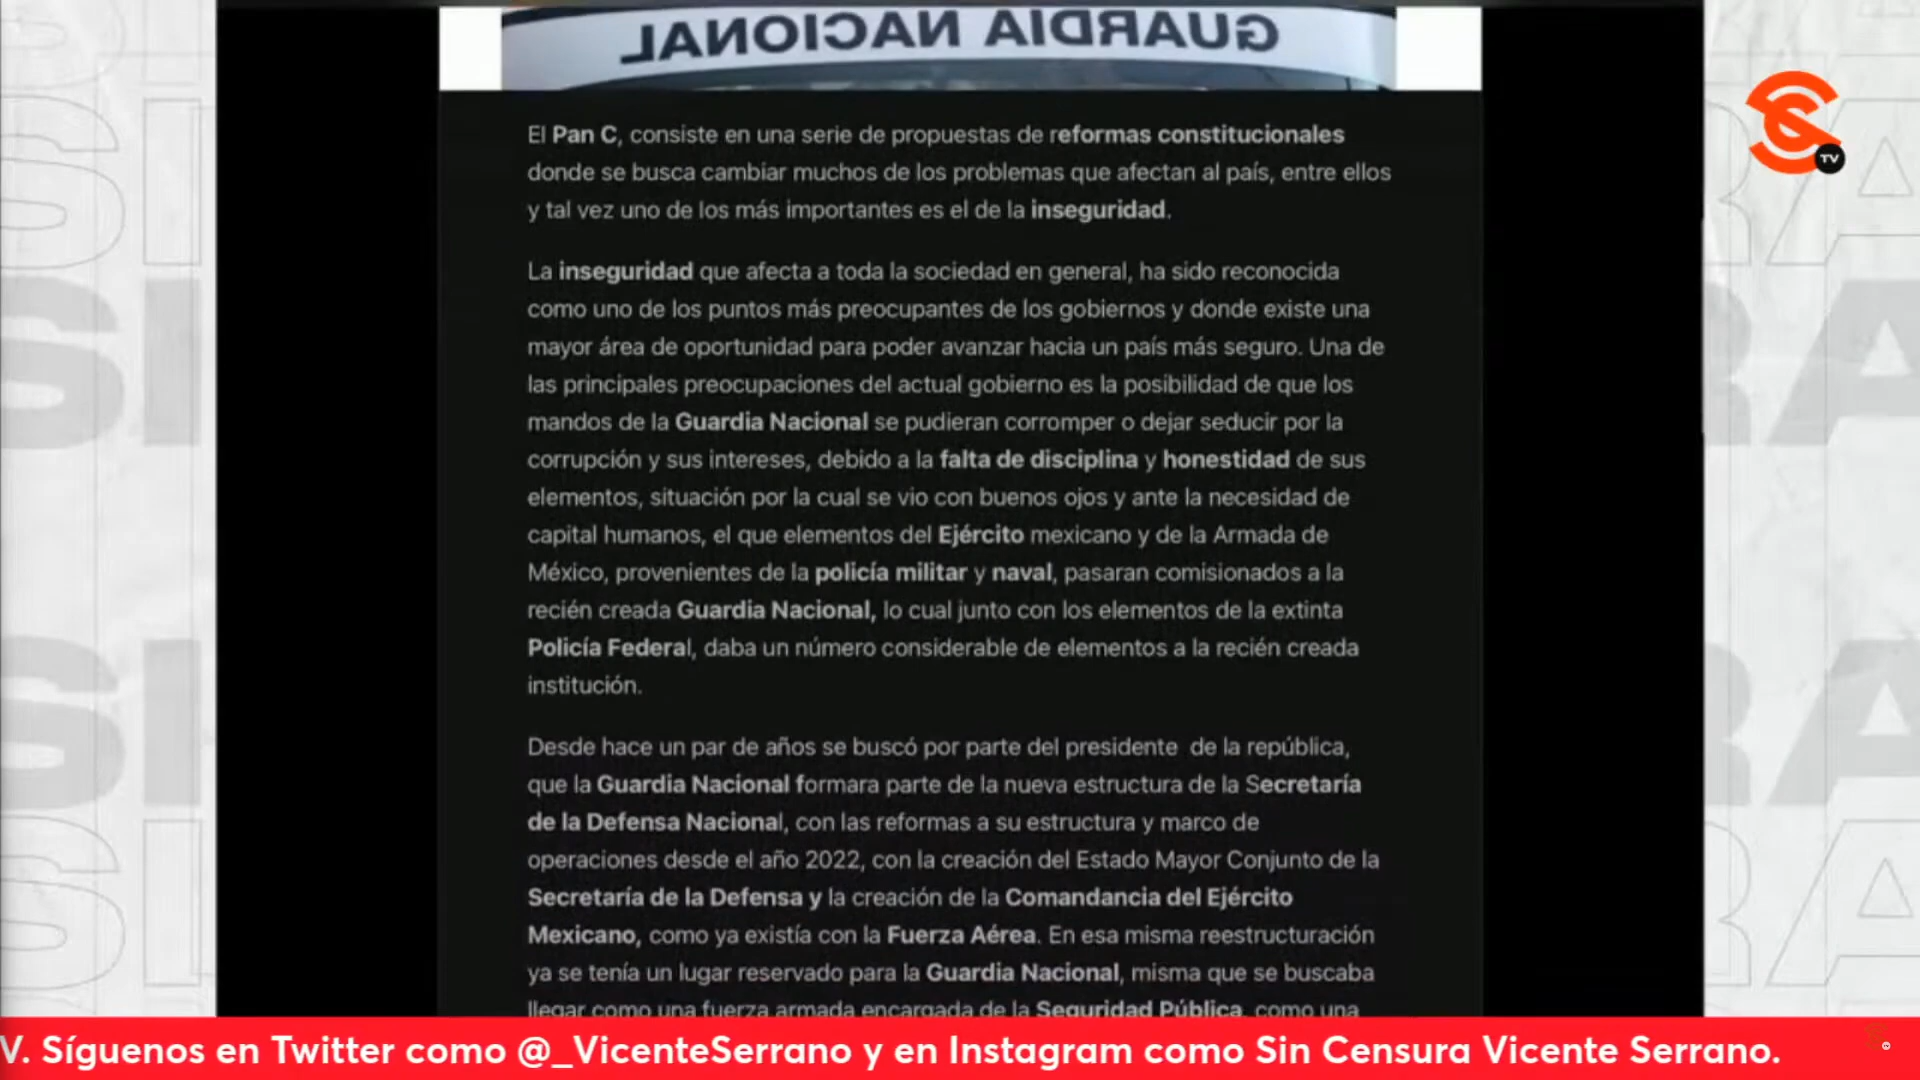 GUARDIA NACIONAL
TV
El Pan C, consiste en una serie de propuestas de reformas constitucionales
donde se busca cambiar muchos de los problemas que afectan al país, entre ellos
y tal vez uno de los más importantes es el de la inseguridad.
La inseguridad que afecta a toda la sociedad en general, ha sido reconocida
como uno de los puntos más preocupantes de los gobiernos y donde existe una
mayor área de oportunidad para poder avanzar hacia un país más seguro. Una de
las principales preocupaciones del actual gobierno es la posibilidad de que los
mandos de la Guardia Nacional se pudieran corromper o dejar seducir por la
corrupción y sus intereses, debido a la falta de disciplina y honestidad de sus
elementos, situación por la cual se vio con buenos ojos y ante la necesidad de
capital humanos, el que elementos del Ejército mexicano y de la Armada de
México, provenientes de la policía militar y naval, pasaran comisionados a la
recién creada Guardia Nacional, lo cual junto con los elementos de la extinta
Policía Federal, daba un número considerable de elementos a la recién creada
institución.
Desde hace un par de años se buscó por parte del presidente de la república,
que la Guardia Nacional formara parte de la nueva estructura de la Secretaría
de la Defensa Nacional, con las reformas a su estructura y marco de
operaciones desde el año 2022, con la creación del Estado Mayor Conjunto de la
Secretaría de la Defensa y la creación de la Comandancia del Ejército
Mexicano, como ya existía con la Fuerza Aérea. En esa misma reestructuración
ya se tenía un lugar reservado para la Guardia Nacional, misma que se buscaba
llegar como una fuerza armada encargada de la Seguridad Pública, como una
V. Síguenos en Twitter como @_VicenteSerrano y en Instagram como Sin Censura Vicente Serrano.